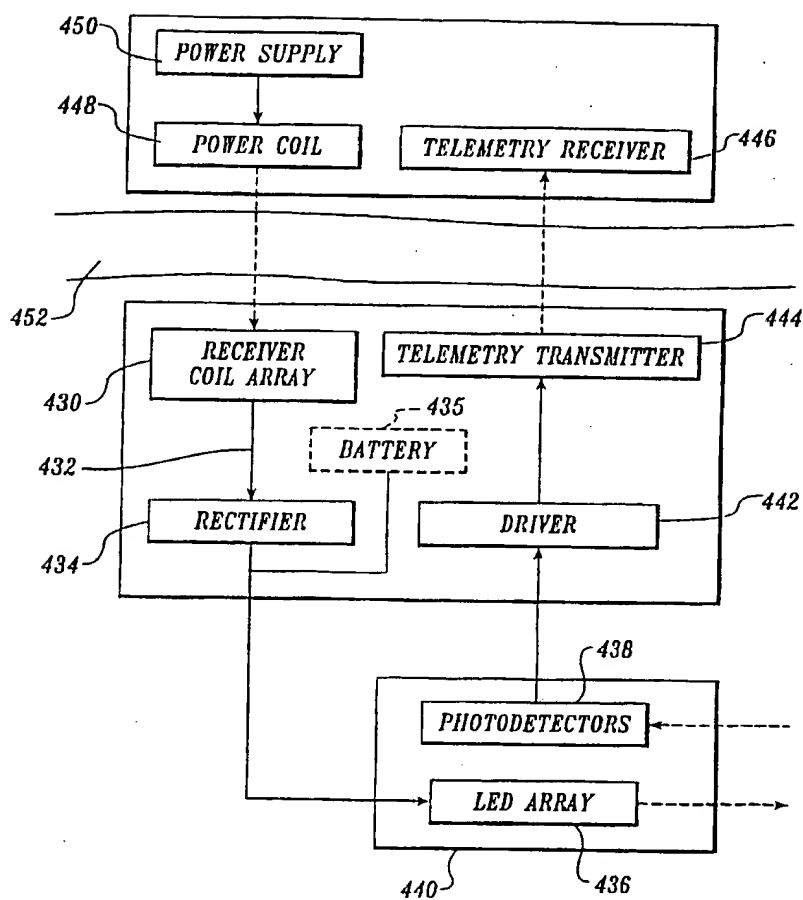 450
POWER SUPPLY
448
POWER COIL
TELEMETRY RECEIVER
446
452
444
RECEIVER
COIL ARRAY
TELEMETRY TRANSMITTER
430
435
BATTERY
432
RECTIFIER
DRIVER
442
434
438
PHOTODETECTORS
LED ARRAY
440
436